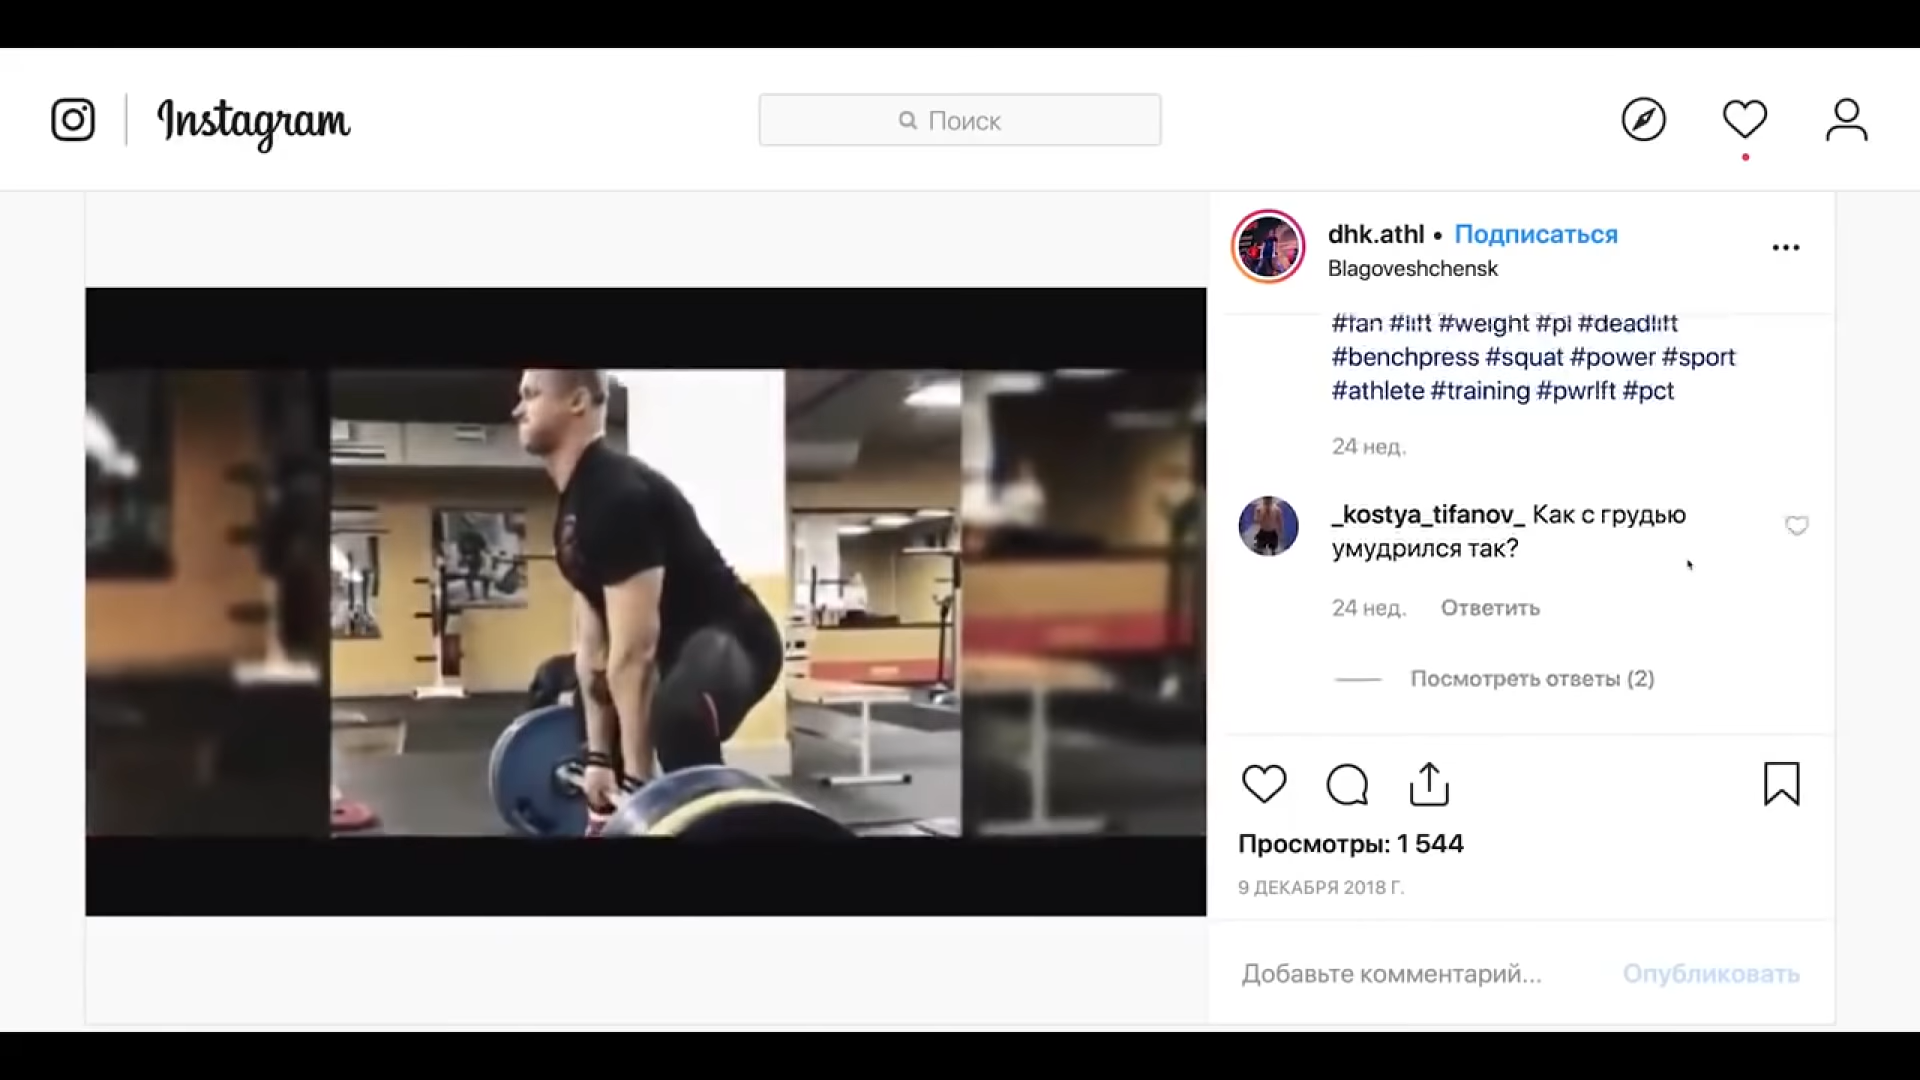 Instagram
Поиск
dhk.athl • Подписаться
Blagoveshchensk
#fan #lift #weight #pl #deadlift
#benchpress #squat #power #sport
#athlete #training #pwrlft #pct
24 нед.
_kostya_tifanov_ Как с грудью
умудрился так?
24 нед. Ответить
Посмотреть ответы (2)
Просмотры: 1 544
9 ДЕКАБРЯ 2018 Г.
Добавьте комментарий... Опубликовать